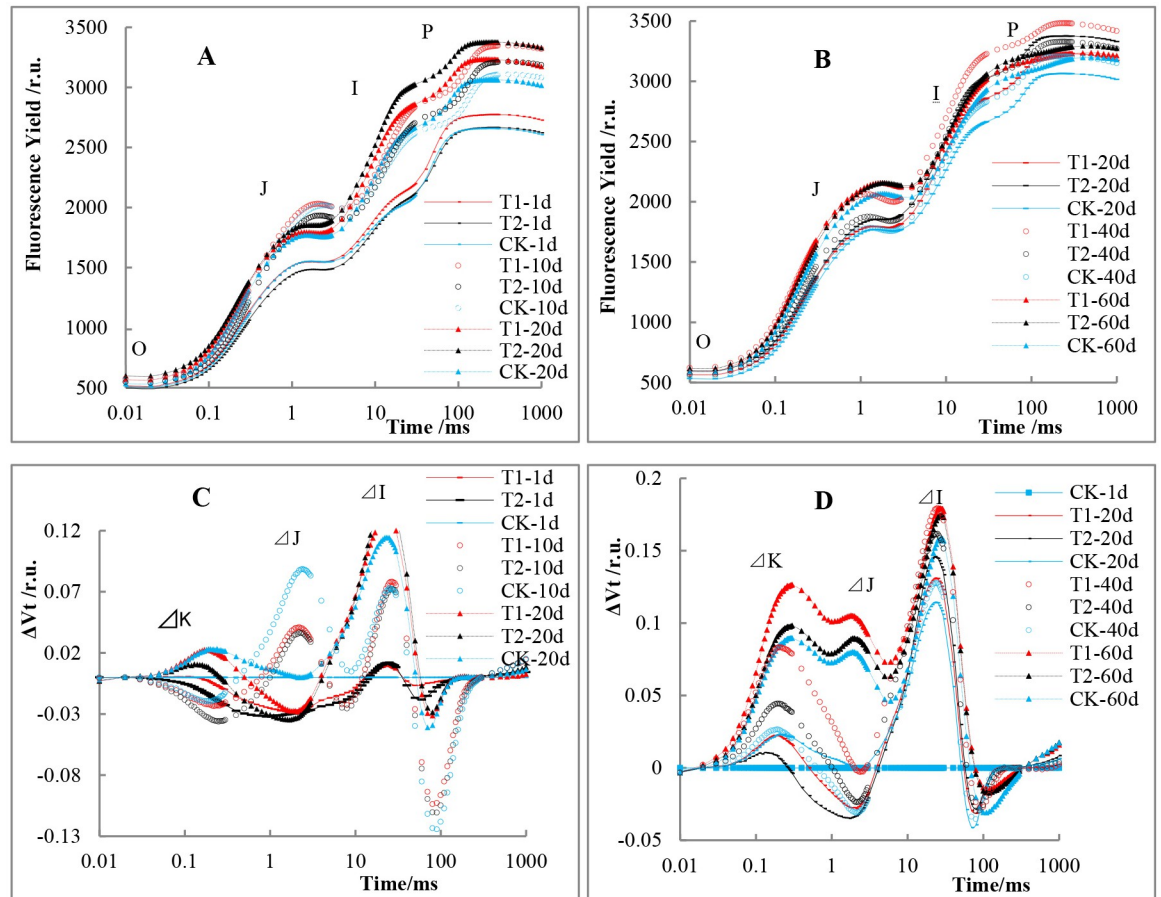 A
Fluorescence Yield /r.u.
3500
3000
2500
2000
1500
1000
500
O
J
I
P
T1-1d
T2-1d
CK-1d
T1-10d
T2-10d
CK-10d
T1-20d
T2-20d
CK-20d
0.01
0.1
1
10
100
1000
Time /ms
B
Fluorescence Yield /r.u.
3500
3000
2500
2000
1500
1000
500
O
J
I
P
T1-20d
T2-20d
CK-20d
T1-40d
T2-40d
CK-40d
T1-60d
T2-60d
CK-60d
0.01
0.1
1
10
100
1000
Time /ms
C
ΔVt /r.u.
0.12
0.07
0.02
-0.03
-0.08
-0.13
⊿K
⊿J
⊿I
T1-1d
T2-1d
CK-1d
T1-10d
T2-10d
CK-10d
T1-20d
T2-20d
CK-20d
0.01
0.1
1
10
100
1000
Time/ms
D
ΔVt /r.u.
0.2
0.15
0.1
0.05
0
-0.05
⊿K
⊿J
⊿I
CK-1d
T1-20d
T2-20d
CK-20d
T1-40d
T2-40d
CK-40d
T1-60d
T2-60d
CK-60d
0.01
0.1
1
10
100
1000
Time/ms